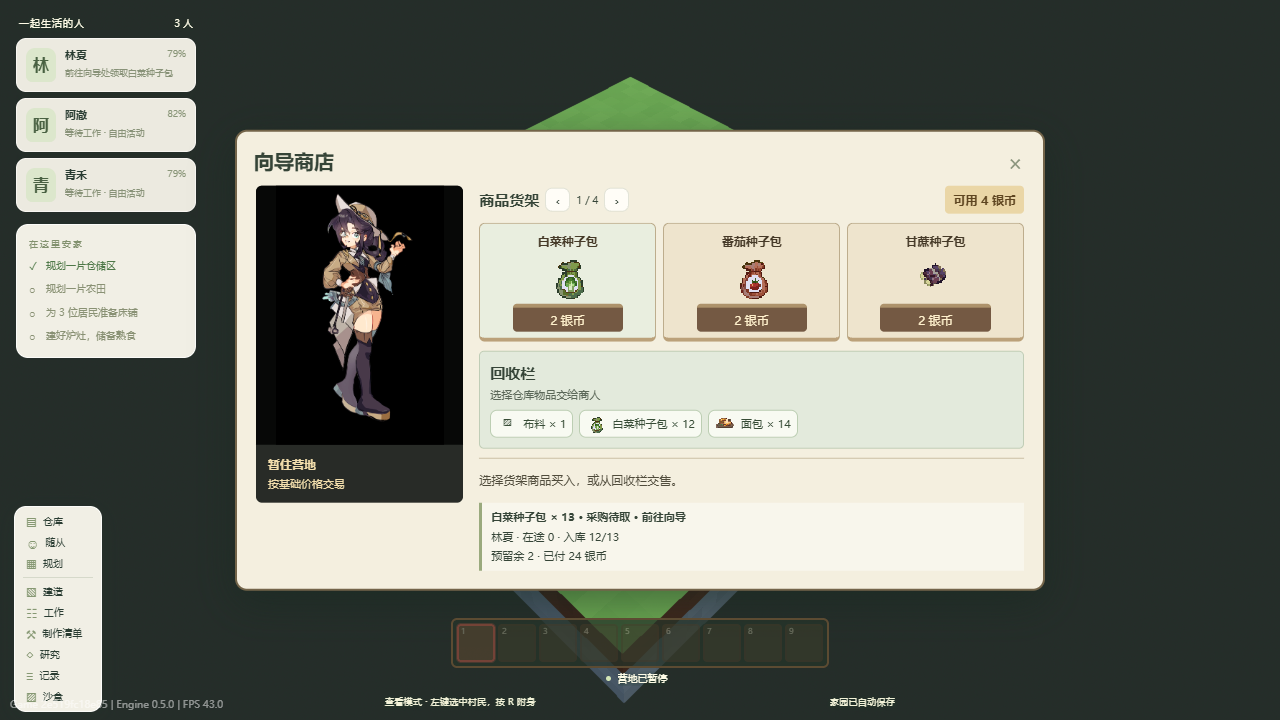 一起生活的人 3 人
林 林夏 79%
前往向导处领取白菜种子包
阿 阿澈 82%
等待工作 · 自由活动
青 青禾 79%
等待工作 · 自由活动
在这里安家
✓ 规划一片仓储区
○ 规划一片农田
○ 为 3 位居民准备床铺
○ 建好炉灶，储备熟食
仓库
随从
规划
建造
工作
制作清单
研究
记录
沙盒
| Engine 0.5.0 | FPS 43.0
向导商店 ×
暂住营地
按基础价格交易
商品货架 ‹ 1 / 4 › 可用 4 银币
白菜种子包 番茄种子包 甘蔗种子包
2 银币 2 银币 2 银币
回收栏
选择仓库物品交给商人
布料 × 1 白菜种子包 × 12 面包 × 14
选择货架商品买入，或从回收栏交售。
白菜种子包 × 13 • 采购待取 • 前往向导
林夏 · 在途 0 · 入库 12/13
预留余 2 · 已付 24 银币
1 2 3 4 5 6 7 8 9
营地已暂停
查看模式 · 左键选中村民，按 R 附身 家园已自动保存